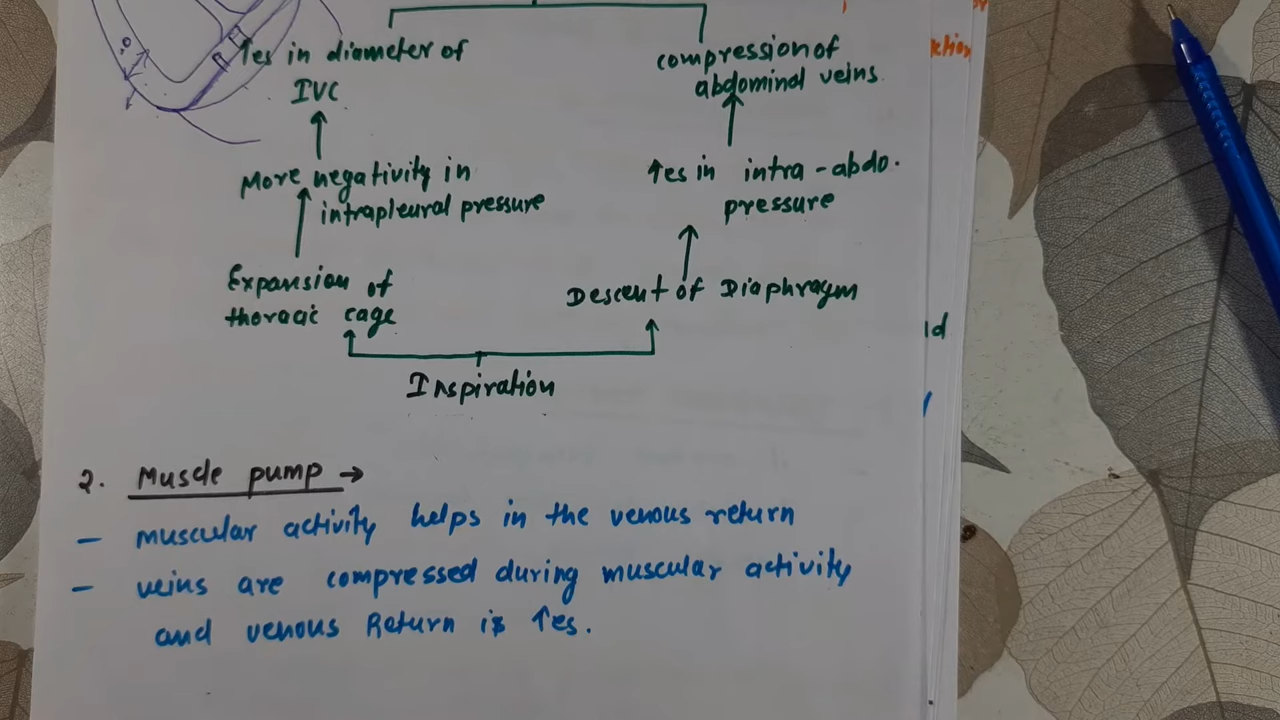 ↑es in diameter of
IVC
compression of
abdominal veins
More negativity in
intrapleural pressure
↑es in intra-abdo.
pressure
Expansion of
thoracic cage
Descent of Diaphragm
Inspiration
2. Muscle pump →
- muscular activity helps in the venous return
- veins are compressed during muscular activity
and venous Return is ↑es.